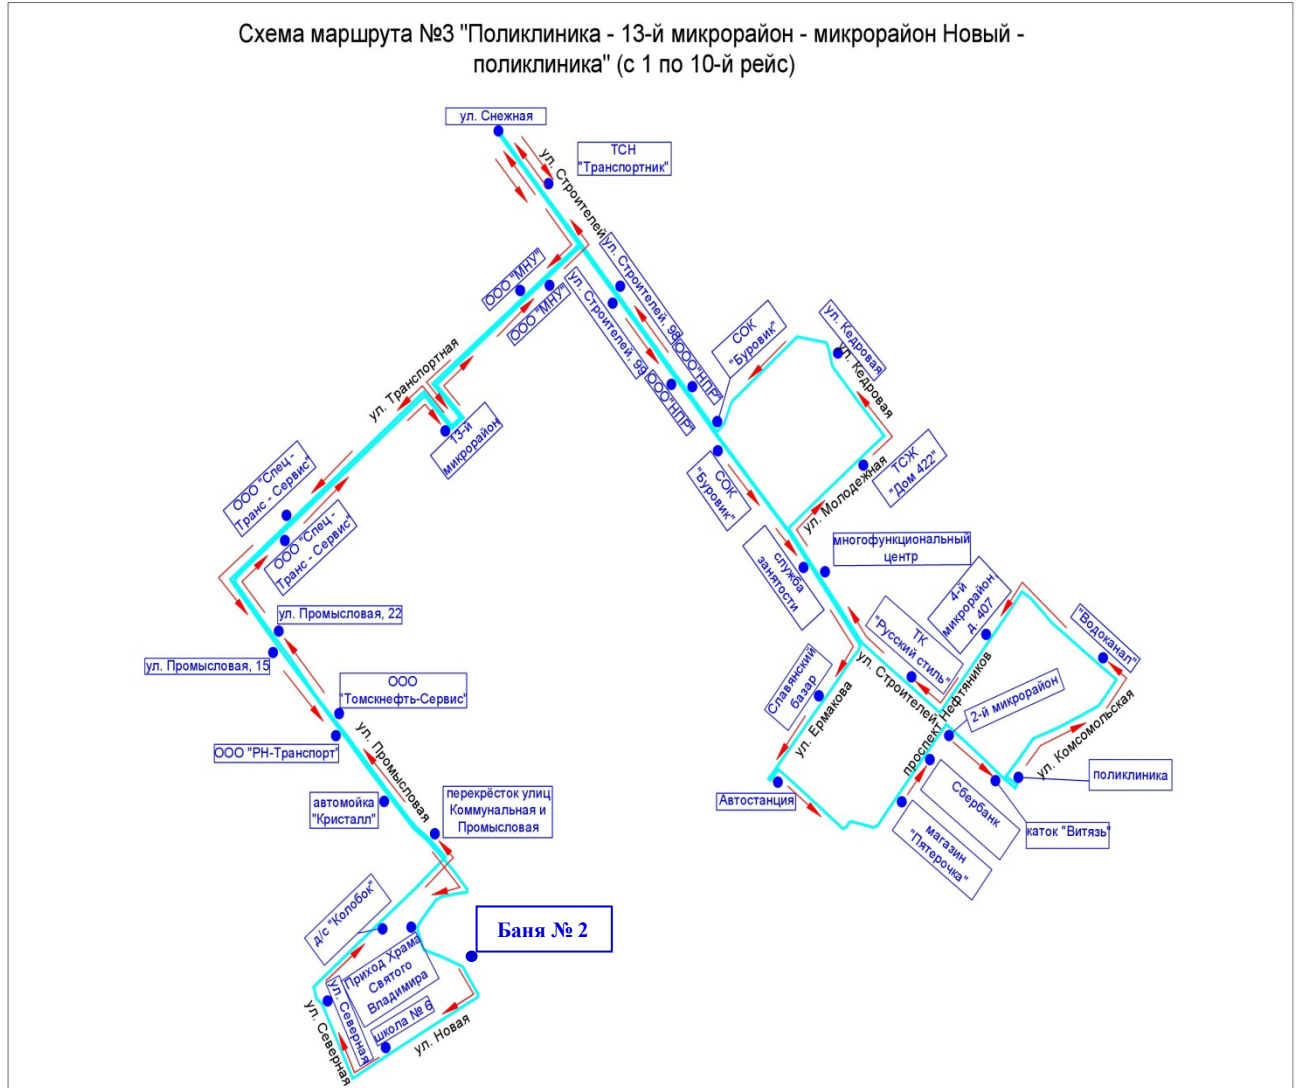 Схема маршрута №3 "Поликлиника - 13-й микрорайон - микрорайон Новый -
поликлиника" (с 1 по 10-й рейс)
ул. Снежная
ТСН
"Транспортник"
ул. Строителей
ООО "МНУ"
ООО "МНУ"
ул. Строителей, 98
ул. Строителей, 99
ООО"НПР"
ООО"НПР"
СОК
"Буровик"
ул. Кедровая
ул. Кедровая
ул. Транспортная
13-й
микрорайон
СОК
"Буровик"
ул. Молодежная
ТСЖ
"Дом 422"
ООО "Спец -
Транс - Сервис"
ООО "Спец -
Транс - Сервис"
служба
занятости
многофункциональный
центр
4-й
микрорайон
д. 407
"Водоканал"
ул. Промысловая, 22
ул. Промысловая, 15
ТК
"Русский стиль"
ул. Строителей
проспект Нефтяников
Славянский
базар
ул. Ермакова
2-й микрорайон
ул. Комсомольская
ООО
"Томскнефть-Сервис"
ООО "РН-Транспорт"
ул. Промысловая
поликлиника
Автостанция
автомойка
"Кристалл"
перекрёсток улиц
Коммунальная и
Промысловая
Сбербанк
магазин
"Пятерочка"
каток "Витязь"
д/с "Колобок"
Баня № 2
Приход Храма
Святого
Владимира
ул. Северная
ул. Северная
школа № 6
ул. Новая